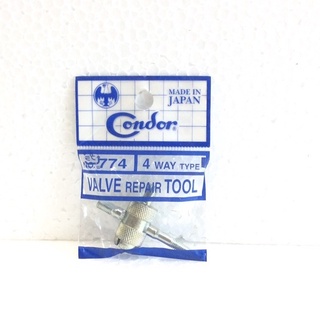 MADE IN
JAPAN
Condor
774
4 WAY TYPE
VALVE REPAIR TOOL